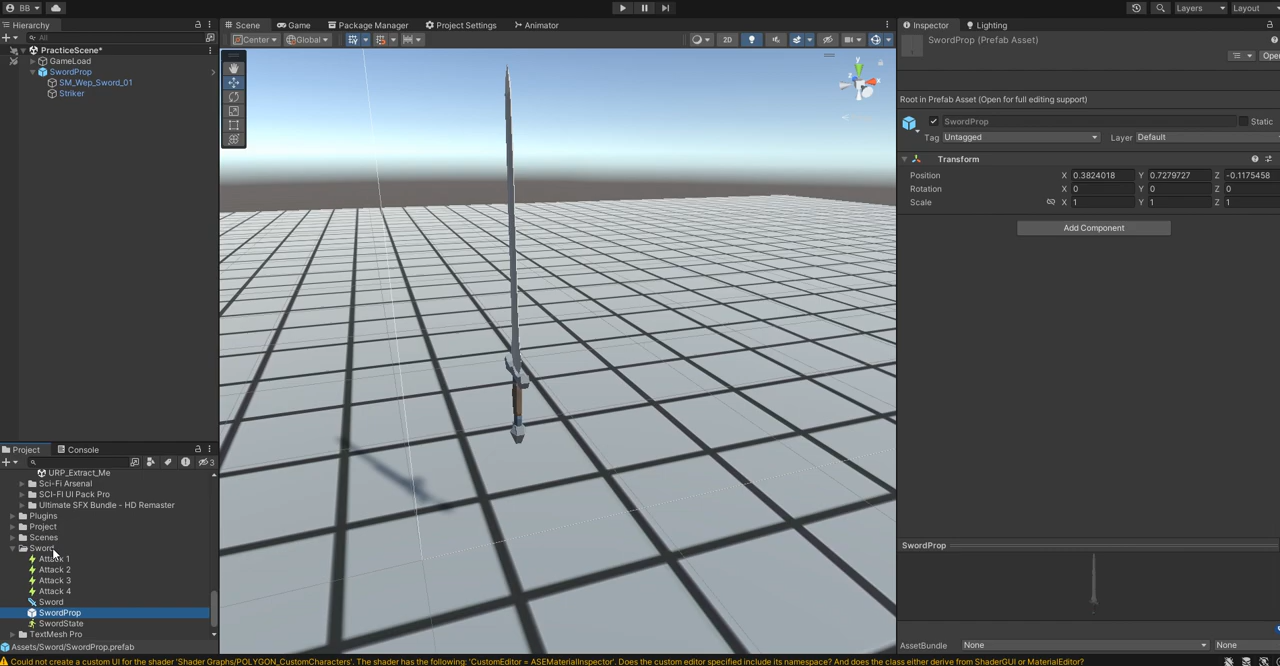 BB
Layers
Layout
Hierarchy
Scene
Game
Package Manager
Project Settings
Animator
Inspector
Lighting
All
Center
Global
2D
PracticeScene*
GameLoad
SwordProp
SM_Wep_Sword_01
Striker
SwordProp (Prefab Asset)
Open
Root in Prefab Asset (Open for full editing support)
SwordProp
Static
Tag Untagged
Layer Default
Transform
Position X 0.3824018 Y 0.7279727 Z -0.1175458
Rotation X 0 Y 0 Z 0
Scale X 1 Y 1 Z 1
Add Component
Project
Console
3
URP_Extract_Me
Sci-Fi Arsenal
SCI-FI UI Pack Pro
Ultimate SFX Bundle - HD Remaster
Plugins
Project
Scenes
Sword
Attack 1
Attack 2
Attack 3
Attack 4
Sword
SwordProp
SwordState
TextMesh Pro
Assets/Sword/SwordProp.prefab
SwordProp
AssetBundle None None
Could not create a custom UI for the shader 'Shader Graphs/POLYGON_CustomCharacters'. The shader has the following: 'CustomEditor = ASEMaterialInspector'. Does the custom editor specified include its namespace? And does the class either derive from ShaderGUI or MaterialEditor?